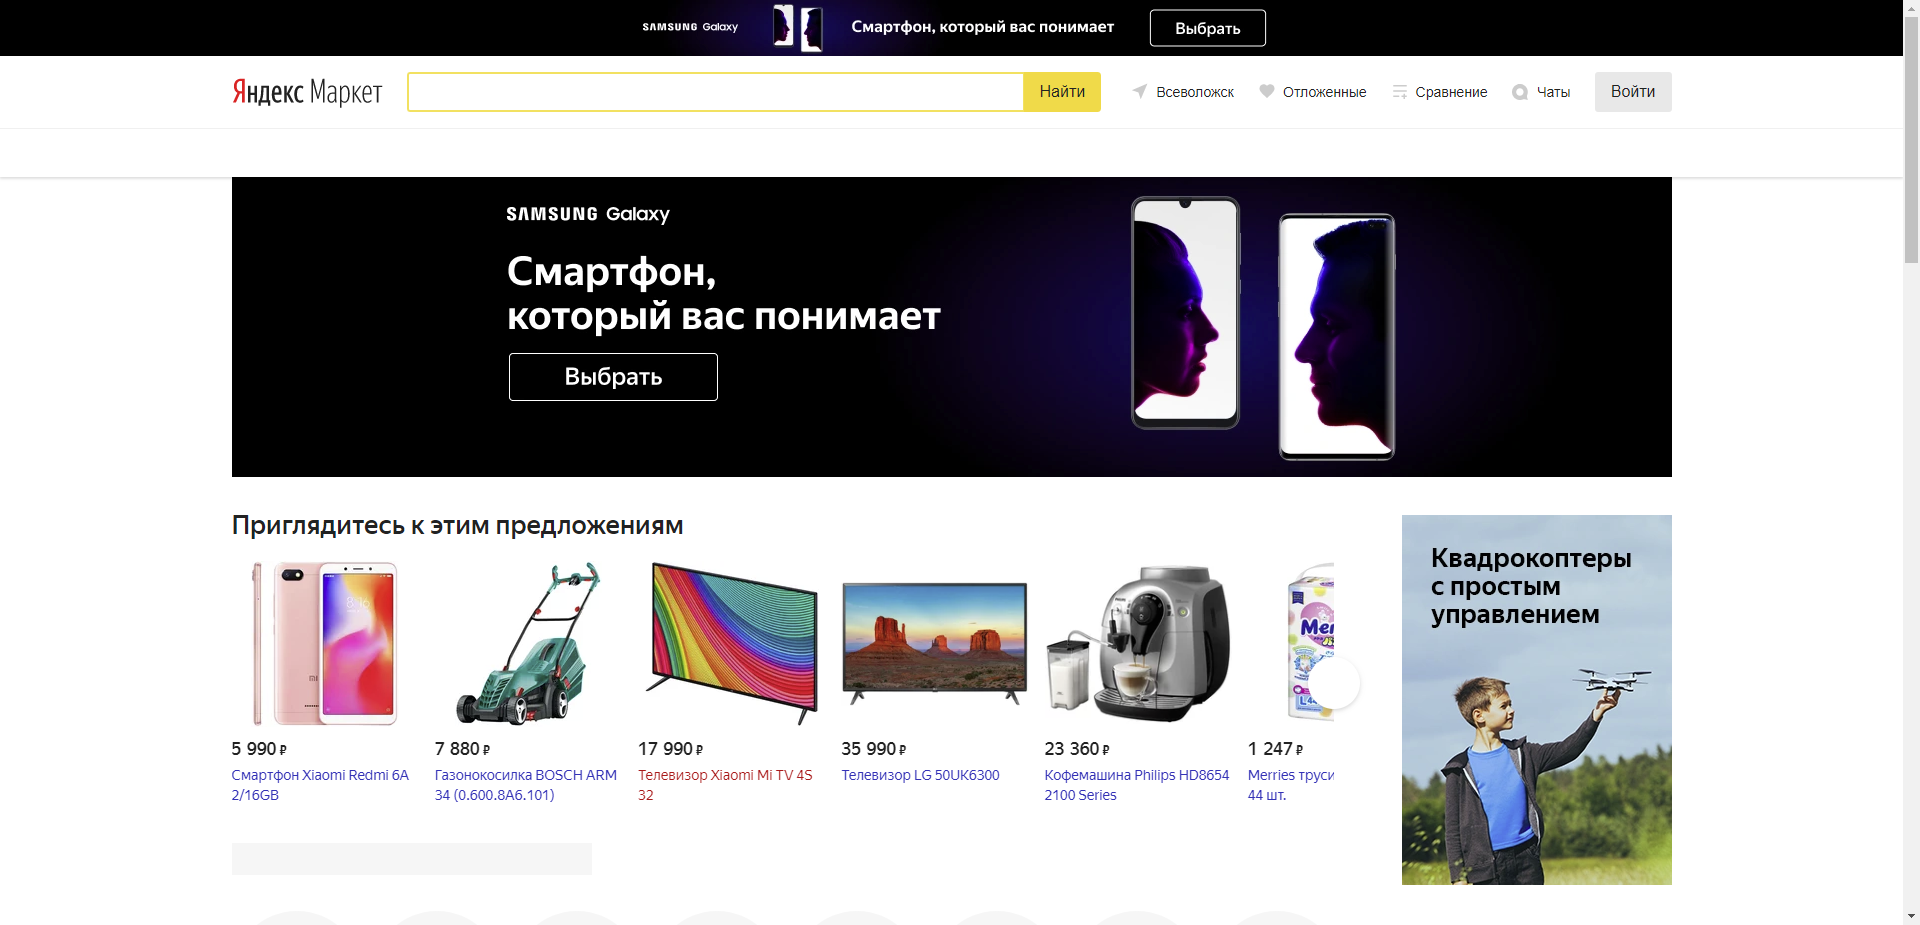 SAMSUNG Galaxy
Смартфон, который вас понимает
Выбрать
Яндекс Маркет
Найти
Всеволожск
Отложенные
Сравнение
Чаты
Войти
SAMSUNG Galaxy
Смартфон,
который вас понимает
Выбрать
Приглядитесь к этим предложениям
Квадрокоптеры
с простым
управлением
5 990 ₽
Смартфон Xiaomi Redmi 6A
2/16GB
7 880 ₽
Газонокосилка BOSCH ARM
34 (0.600.8A6.101)
17 990 ₽
Телевизор Xiaomi Mi TV 4S
32
35 990 ₽
Телевизор LG 50UK6300
23 360 ₽
Кофемашина Philips HD8654
2100 Series
1 247 ₽
Merries труси
44 шт.